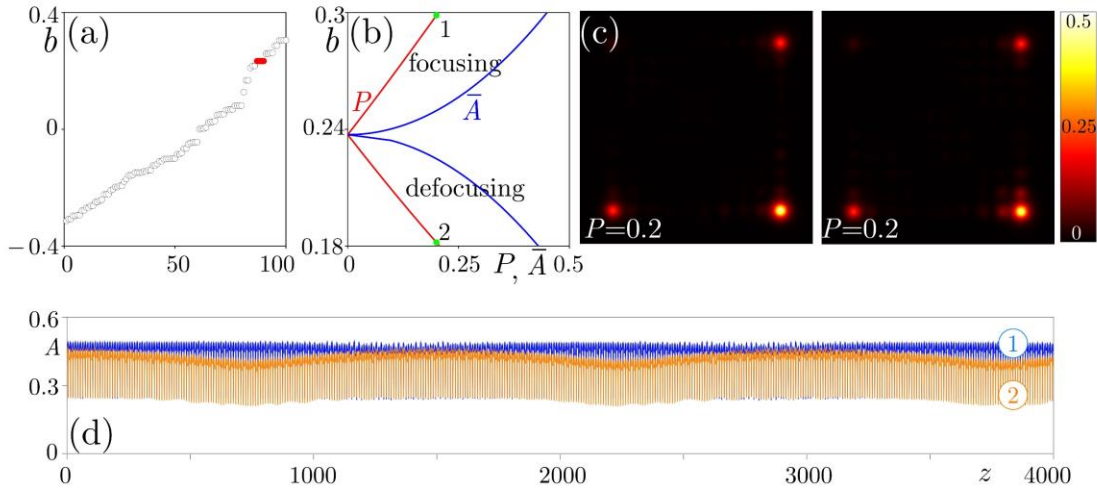 0.4
(a)
b
0
−0.4
0
50
100
0.3
(b)
1
b
focusing
P
A̅
0.24
defocusing
2
0.18
0
0.25
P, A̅
0.5
(c)
P=0.2
P=0.2
0.5
0.25
0
0.6
A
1
0.3
2
(d)
0
0
1000
2000
3000
z
4000